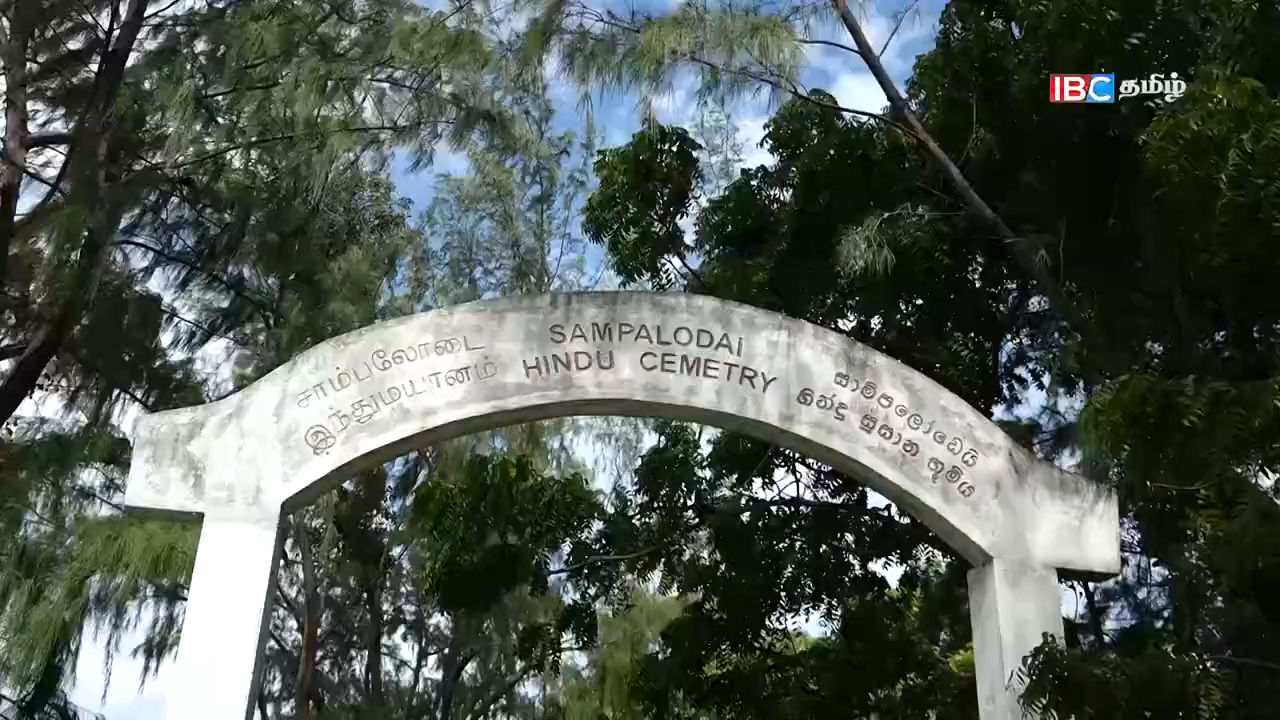 IBC தமிழ்
சாம்பலோடை
இந்துமயானம்
SAMPALODAI
HINDU CEMETRY
සාම්පලෝඩෙයි
හින්දු සුසාන භූමිය